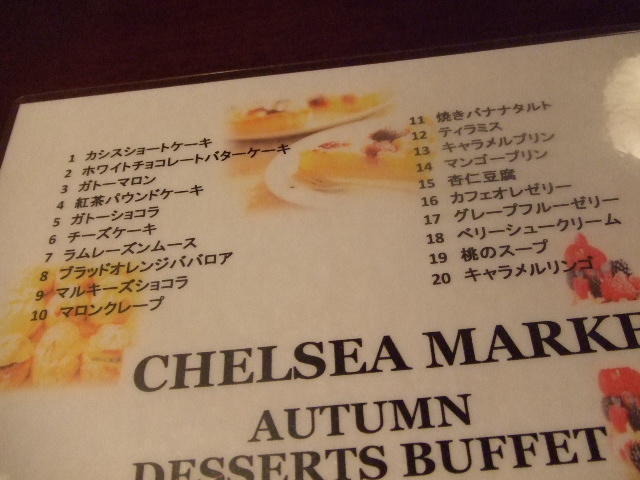 1 カシスショートケーキ
2 ホワイトチョコレートバターケーキ
3 ガトーマロン
4 紅茶パウンドケーキ
5 ガトーショコラ
6 チーズケーキ
7 ラムレーズンムース
8 ブラッドオレンジババロア
9 マルキーズショコラ
10 マロンクレープ
11 焼きバナナタルト
12 ティラミス
13 キャラメルプリン
14 マンゴープリン
15 杏仁豆腐
16 カフェオレゼリー
17 グレープフルーゼリー
18 ベリーシュークリーム
19 桃のスープ
20 キャラメルリンゴ
CHELSEA MARKE
AUTUMN
DESSERTS BUFFET